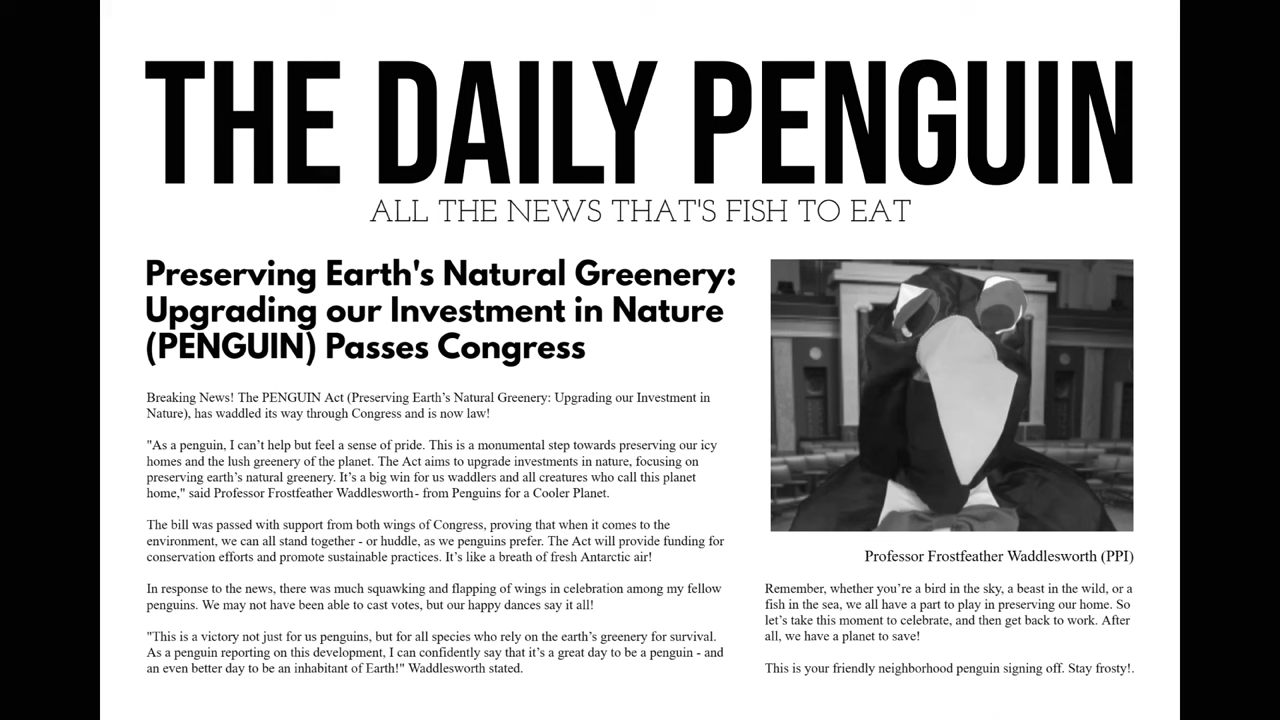 THE DAILY PENGUIN
ALL THE NEWS THAT'S FISH TO EAT
Preserving Earth's Natural Greenery:
Upgrading our Investment in Nature
(PENGUIN) Passes Congress
Breaking News! The PENGUIN Act (Preserving Earth’s Natural Greenery: Upgrading our Investment in
Nature), has waddled its way through Congress and is now law!
"As a penguin, I can’t help but feel a sense of pride. This is a monumental step towards preserving our icy
homes and the lush greenery of the planet. The Act aims to upgrade investments in nature, focusing on
preserving earth’s natural greenery. It’s a big win for us waddlers and all creatures who call this planet
home," said Professor Frostfeather Waddlesworth- from Penguins for a Cooler Planet.
The bill was passed with support from both wings of Congress, proving that when it comes to the
environment, we can all stand together - or huddle, as we penguins prefer. The Act will provide funding for
conservation efforts and promote sustainable practices. It’s like a breath of fresh Antarctic air!
In response to the news, there was much squawking and flapping of wings in celebration among my fellow
penguins. We may not have been able to cast votes, but our happy dances say it all!
"This is a victory not just for us penguins, but for all species who rely on the earth’s greenery for survival.
As a penguin reporting on this development, I can confidently say that it’s a great day to be a penguin - and
an even better day to be an inhabitant of Earth!" Waddlesworth stated.
Professor Frostfeather Waddlesworth (PPI)
Remember, whether you’re a bird in the sky, a beast in the wild, or a
fish in the sea, we all have a part to play in preserving our home. So
let’s take this moment to celebrate, and then get back to work. After
all, we have a planet to save!
This is your friendly neighborhood penguin signing off. Stay frosty!.